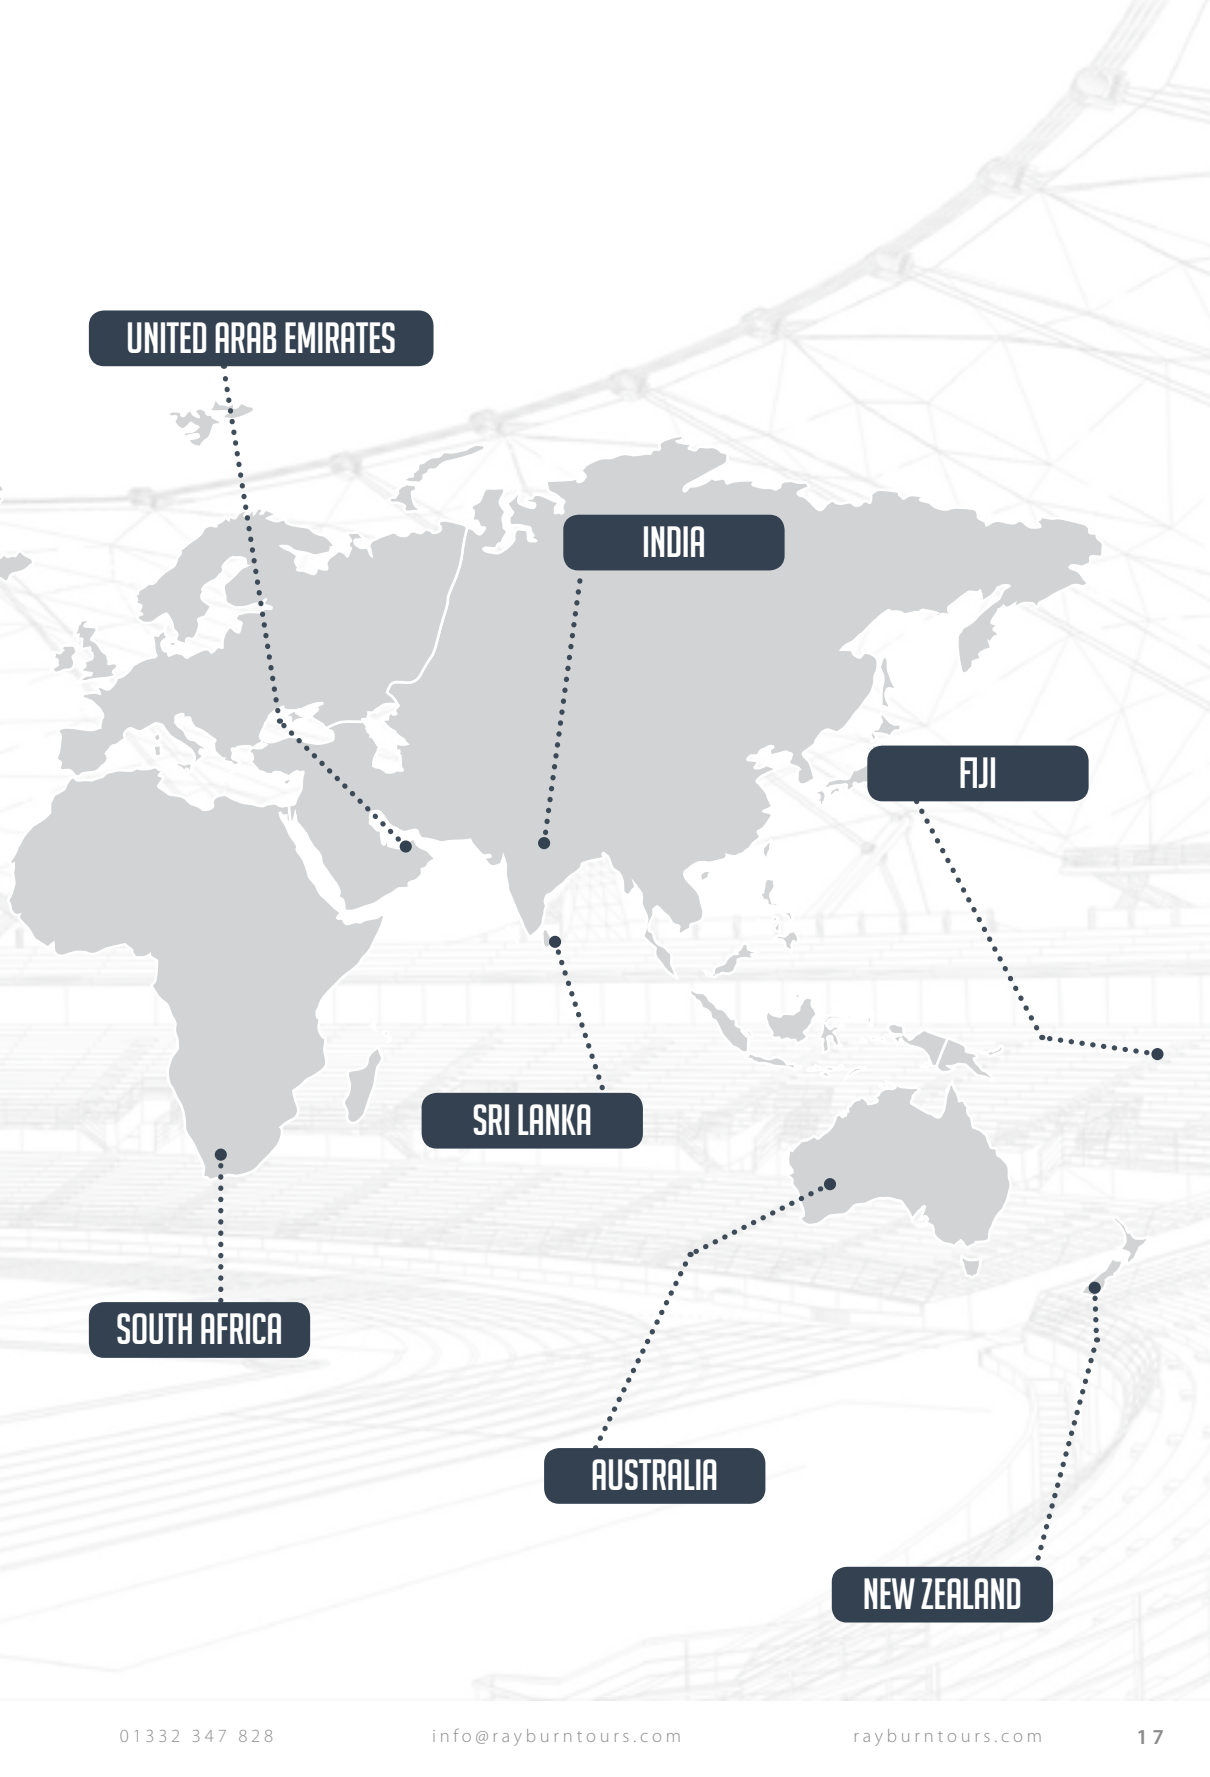 UNITED ARAB EMIRATES
INDIA
FIJI
SRI LANKA
SOUTH AFRICA
AUSTRALIA
NEW ZEALAND
01332 347 828 info@rayburntours.com rayburntours.com 17